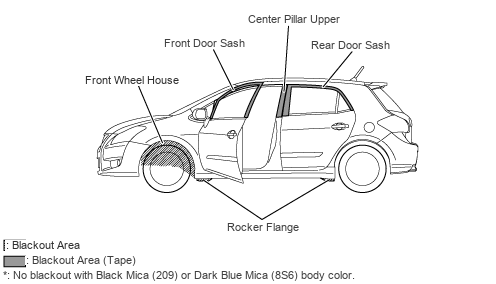 Center Pillar Upper
Front Door Sash
Rear Door Sash
Front Wheel House
Rocker Flange
: Blackout Area
: Blackout Area (Tape)
*: No blackout with Black Mica (209) or Dark Blue Mica (8S6) body color.